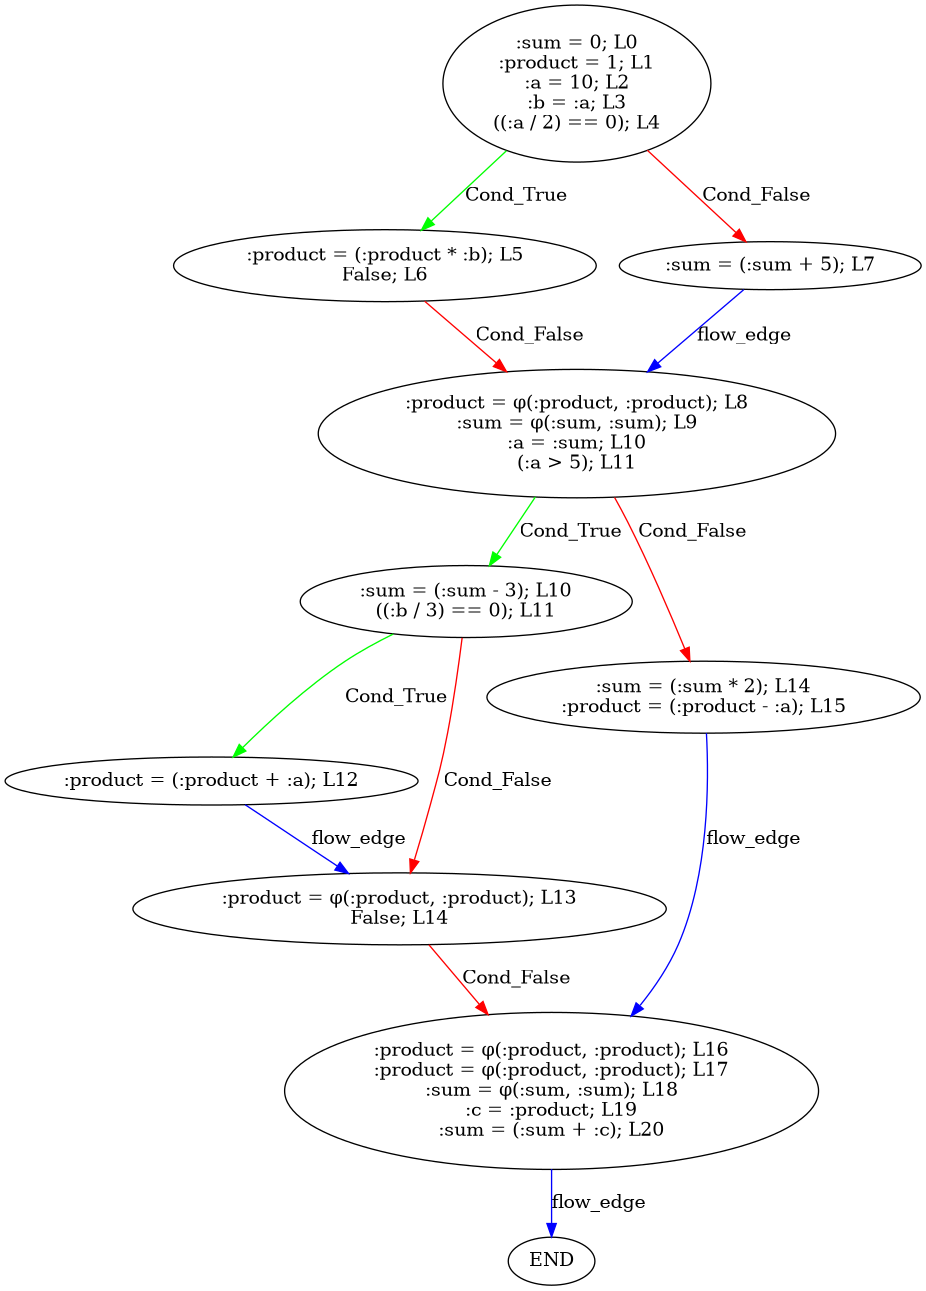 :sum = 0; L0
:product = 1; L1
:a = 10; L2
:b = :a; L3
((:a / 2) == 0); L4
Cond_True
Cond_False
:product = (:product * :b); L5
False; L6
:sum = (:sum + 5); L7
Cond_False
flow_edge
:product = φ(:product, :product); L8
:sum = φ(:sum, :sum); L9
:a = :sum; L10
(:a > 5); L11
Cond_True
Cond_False
:sum = (:sum - 3); L10
((:b / 3) == 0); L11
:sum = (:sum * 2); L14
:product = (:product - :a); L15
Cond_True
Cond_False
:product = (:product + :a); L12
flow_edge
flow_edge
:product = φ(:product, :product); L13
False; L14
Cond_False
:product = φ(:product, :product); L16
:product = φ(:product, :product); L17
:sum = φ(:sum, :sum); L18
:c = :product; L19
:sum = (:sum + :c); L20
flow_edge
END